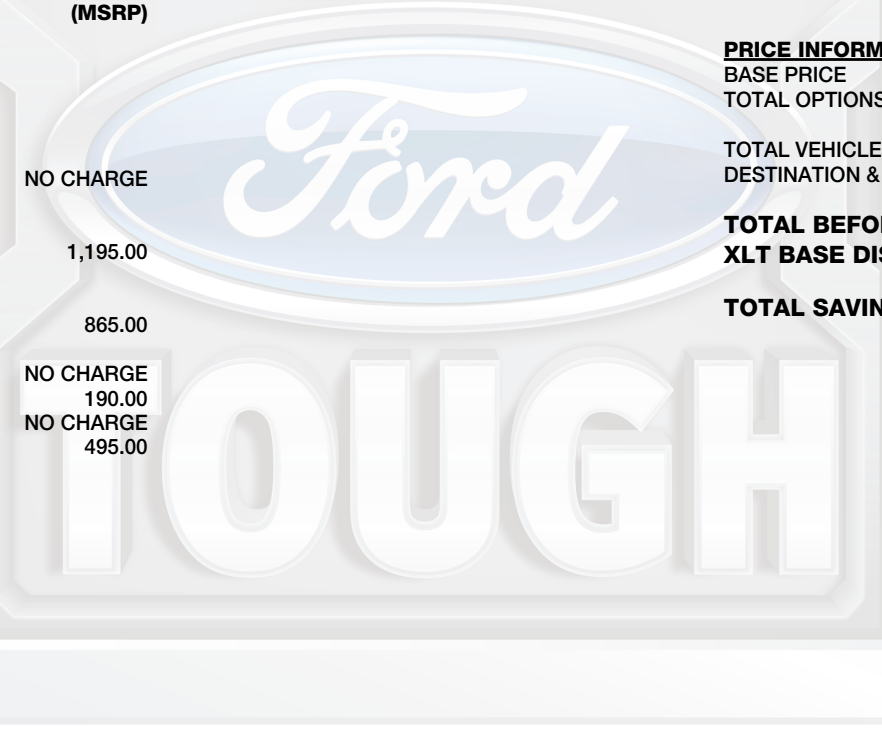 (MSRP)
NO CHARGE
1,195.00
865.00
NO CHARGE
190.00
NO CHARGE
495.00
PRICE INFORM
BASE PRICE
TOTAL OPTIONS
TOTAL VEHICLE
DESTINATION &
TOTAL BEFO
XLT BASE DIS
TOTAL SAVIN
Ford
TOUGH